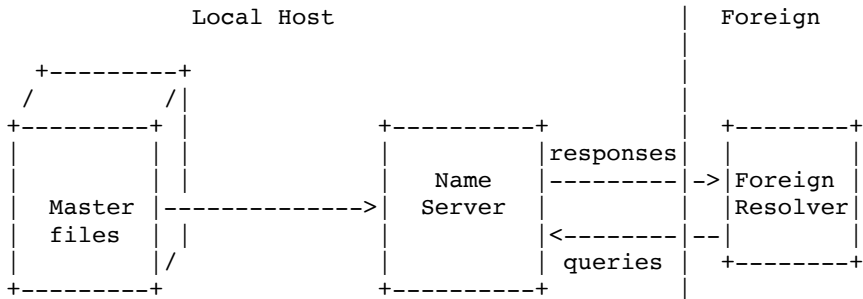 Local Host | Foreign
|
+---------+ |
/ /| |
+---------+ | +----------+ | +--------+
| | | | |responses| | |
| | | | Name |---------|->|Foreign |
| Master |-------------->| Server | | |Resolver|
| files | | | |<--------|--| |
| |/ | | queries | +--------+
+---------+ +----------+ |